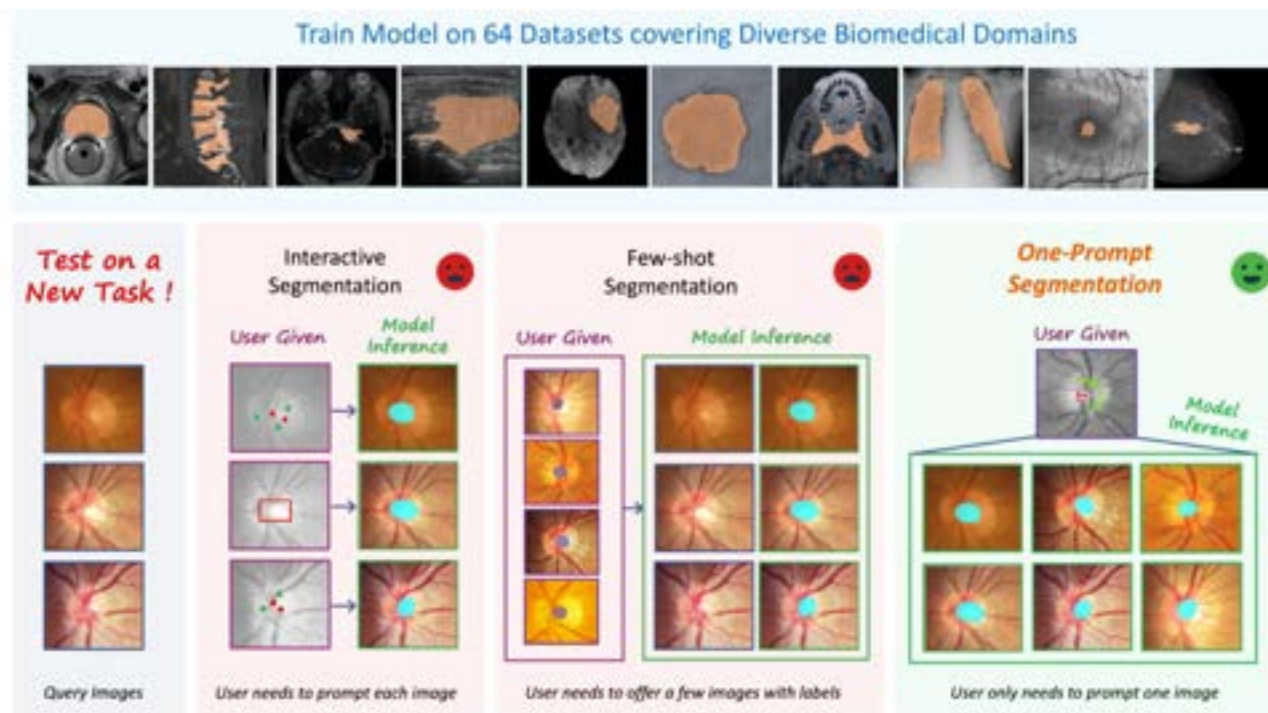 Train Model on 64 Datasets covering Diverse Biomedical Domains
Test on a
New Task !
Query Images
Interactive
Segmentation
User Given
Model
Inference
User needs to prompt each image
Few-shot
Segmentation
User Given
Model Inference
User needs to offer a few images with labels
One-Prompt
Segmentation
User Given
Model
Inference
User only needs to prompt one image